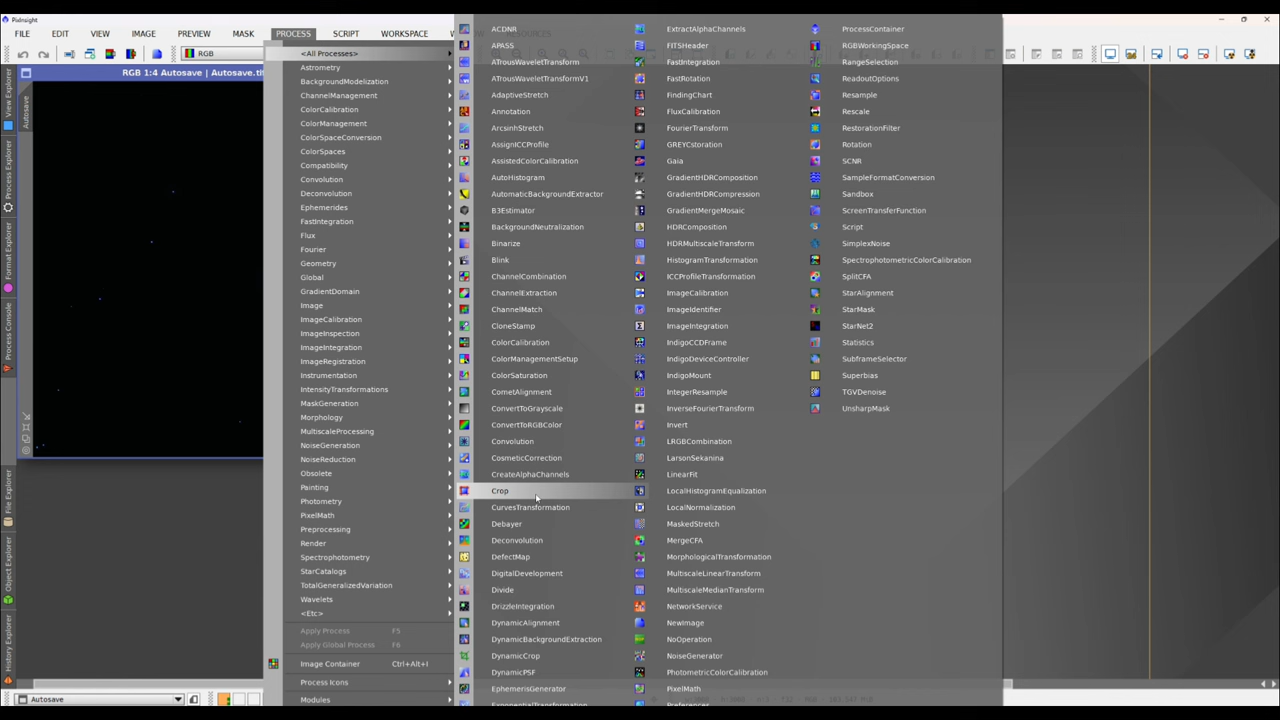 PixInsight
FILE EDIT VIEW IMAGE PREVIEW MASK PROCESS SCRIPT WORKSPACE RESOURCES
RGB
RGB 1:4 Autosave | Autosave.tif
Autosave
View Explorer
Process Explorer
Format Explorer
Process Console
File Explorer
Object Explorer
History Explorer
<All Processes>
Astrometry
BackgroundModelization
ChannelManagement
ColorCalibration
ColorManagement
ColorSpaceConversion
ColorSpaces
Compatibility
Convolution
Deconvolution
Ephemerides
FastIntegration
Flux
Fourier
Geometry
Global
GradientDomain
Image
ImageCalibration
ImageInspection
ImageIntegration
ImageRegistration
Instrumentation
IntensityTransformations
MaskGeneration
Morphology
MultiscaleProcessing
NoiseGeneration
NoiseReduction
Obsolete
Painting
Photometry
PixelMath
Preprocessing
Render
Spectrophotometry
StarCatalogs
TotalGeneralizedVariation
Wavelets
<Etc>
Apply Process F5
Apply Global Process F6
Image Container Ctrl+Alt+I
Process Icons
Modules
ACDNR
APASS
ATrousWaveletTransform
ATrousWaveletTransformV1
AdaptiveStretch
Annotation
ArcsinhStretch
AssignICCProfile
AssistedColorCalibration
AutoHistogram
AutomaticBackgroundExtractor
B3Estimator
BackgroundNeutralization
Binarize
Blink
ChannelCombination
ChannelExtraction
ChannelMatch
CloneStamp
ColorCalibration
ColorManagementSetup
ColorSaturation
CometAlignment
ConvertToGrayscale
ConvertToRGBColor
Convolution
CosmeticCorrection
CreateAlphaChannels
Crop
CurvesTransformation
Debayer
Deconvolution
DefectMap
DigitalDevelopment
Divide
DrizzleIntegration
DynamicAlignment
DynamicBackgroundExtraction
DynamicCrop
DynamicPSF
EphemerisGenerator
ExponentialTransformation
ExtractAlphaChannels
FITSHeader
FastIntegration
FastRotation
FindingChart
FluxCalibration
FourierTransform
GREYCstoration
Gaia
GradientHDRComposition
GradientHDRCompression
GradientMergeMosaic
HDRComposition
HDRMultiscaleTransform
HistogramTransformation
ICCProfileTransformation
ImageCalibration
ImageIdentifier
ImageIntegration
IndigoCCDFrame
IndigoDeviceController
IndigoMount
IntegerResample
InverseFourierTransform
Invert
LRGBCombination
LarsonSekanina
LinearFit
LocalHistogramEqualization
LocalNormalization
MaskedStretch
MergeCFA
MorphologicalTransformation
MultiscaleLinearTransform
MultiscaleMedianTransform
NetworkService
NewImage
NoOperation
NoiseGenerator
PhotometricColorCalibration
PixelMath
Preferences
ProcessContainer
RGBWorkingSpace
RangeSelection
ReadoutOptions
Resample
Rescale
RestorationFilter
Rotation
SCNR
SampleFormatConversion
Sandbox
ScreenTransferFunction
Script
SimplexNoise
SpectrophotometricColorCalibration
SplitCFA
StarAlignment
StarMask
StarNet2
Statistics
SubframeSelector
Superbias
TGVDenoise
UnsharpMask
Autosave